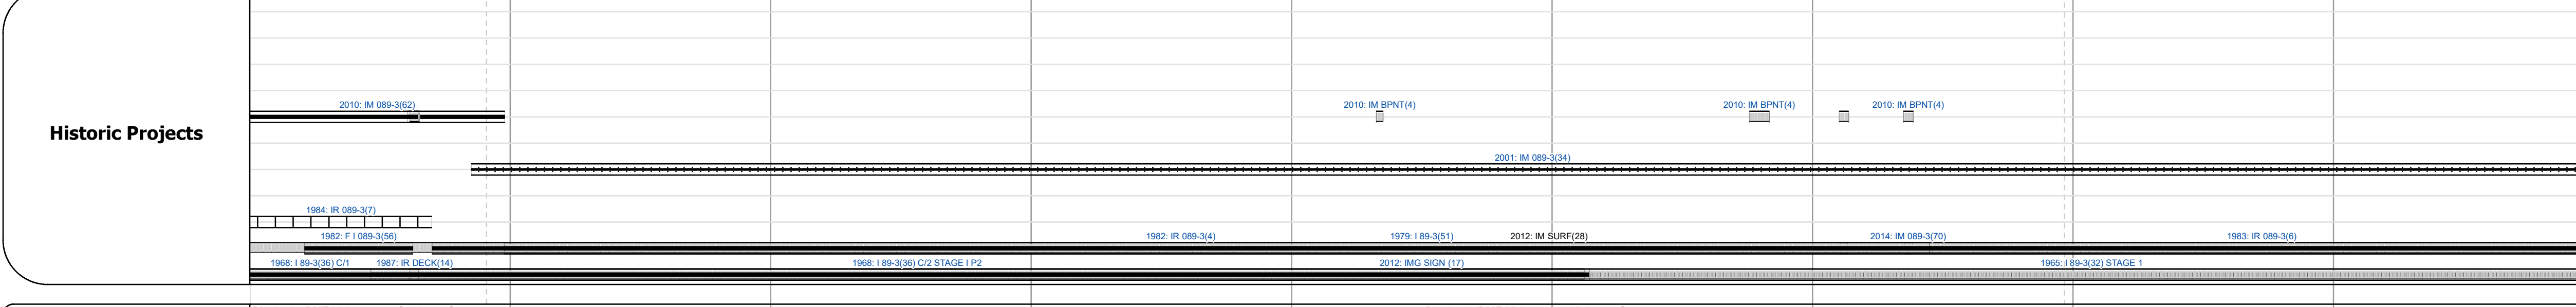 2010: IM 089-3(62)
2010: IM BPNT(4)
2010: IM BPNT(4)
2010: IM BPNT(4)
Historic Projects
2001: IM 089-3(34)
1984: IR 089-3(7)
1982: F I 089-3(56)
1982: IR 089-3(4)
1979: I 89-3(51)
2012: IM SURF(28)
2014: IM 089-3(70)
1983: IR 089-3(6)
1968: I 89-3(36) C/1
1987: IR DECK(14)
1968: I 89-3(36) C/2 STAGE I P2
2012: IMG SIGN (17)
1965: I 89-3(32) STAGE 1